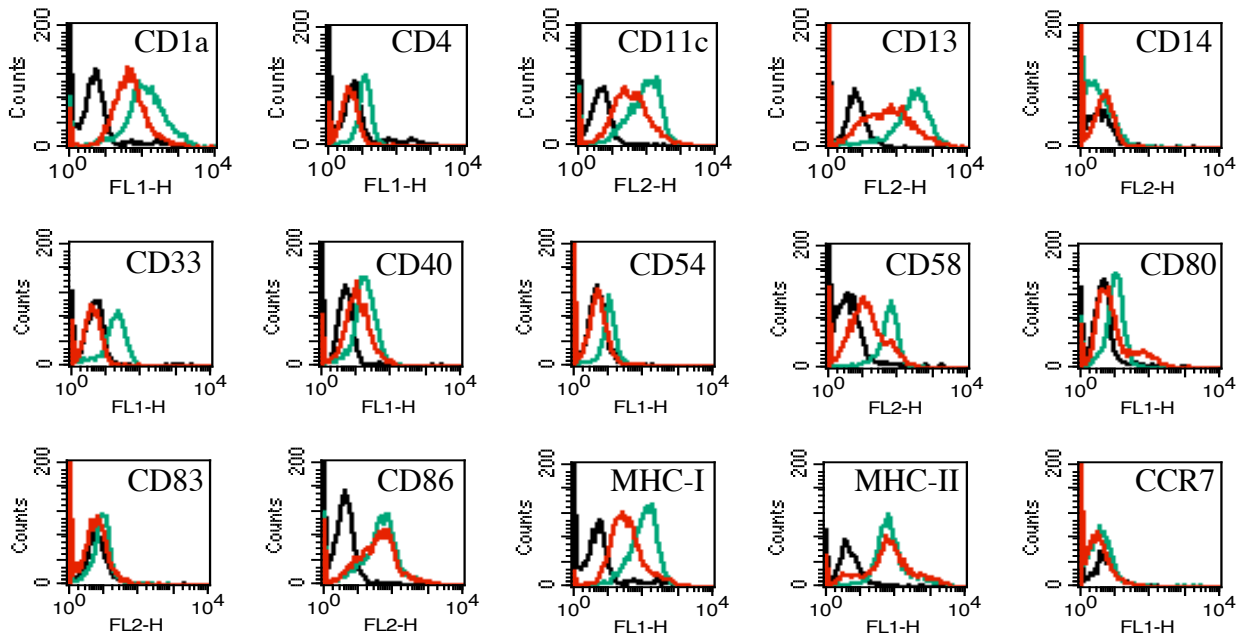 CD1a
CD4
CD11c
CD13
CD14
200
Counts
0
10^0
10^4
FL1-H
200
Counts
0
10^0
10^4
FL1-H
200
Counts
0
10^0
10^4
FL2-H
200
Counts
0
10^0
10^4
FL2-H
200
Counts
0
10^0
10^4
FL2-H
CD33
CD40
CD54
CD58
CD80
200
Counts
0
10^0
10^4
FL1-H
200
Counts
0
10^0
10^4
FL1-H
200
Counts
0
10^0
10^4
FL1-H
200
Counts
0
10^0
10^4
FL2-H
200
Counts
0
10^0
10^4
FL1-H
CD83
CD86
MHC-I
MHC-II
CCR7
200
Counts
0
10^0
10^4
FL2-H
200
Counts
0
10^0
10^4
FL2-H
200
Counts
0
10^0
10^4
FL1-H
200
Counts
0
10^0
10^4
FL1-H
200
Counts
0
10^0
10^4
FL1-H